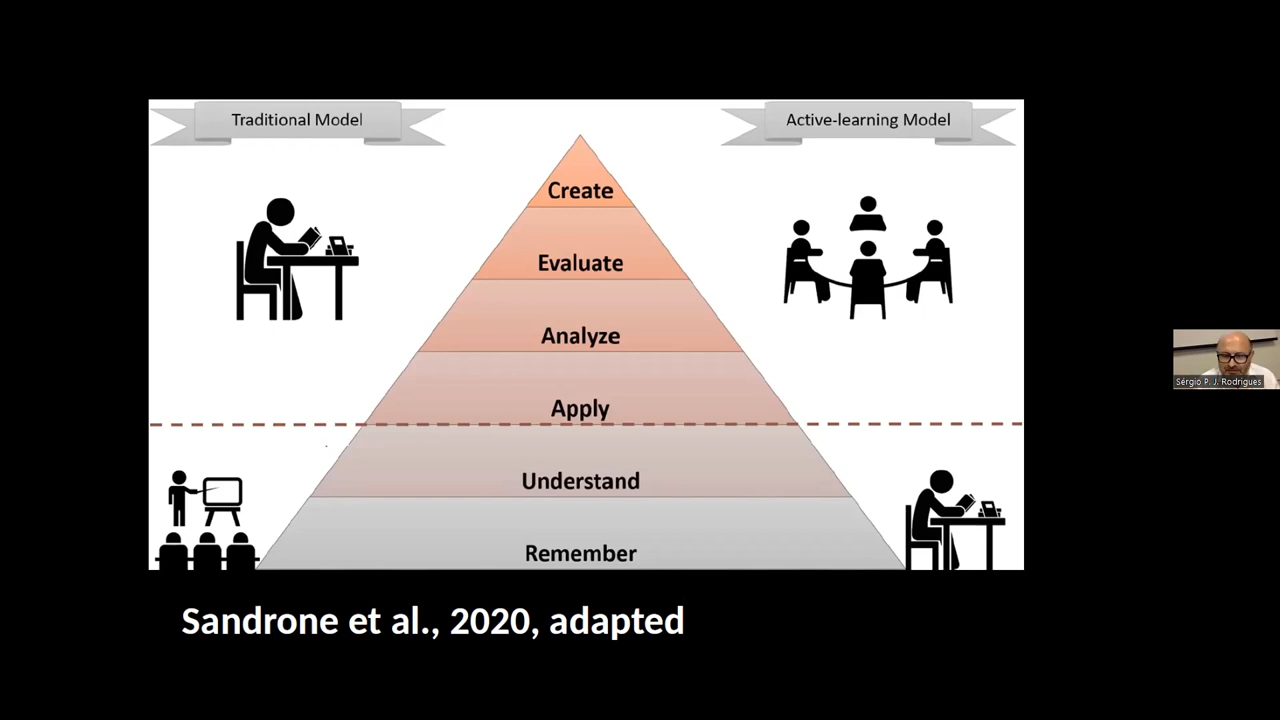 Traditional Model
Active-learning Model
Create
Evaluate
Analyze
Apply
Understand
Remember
Sérgio P. J. Rodrigues
Sandrone et al., 2020, adapted